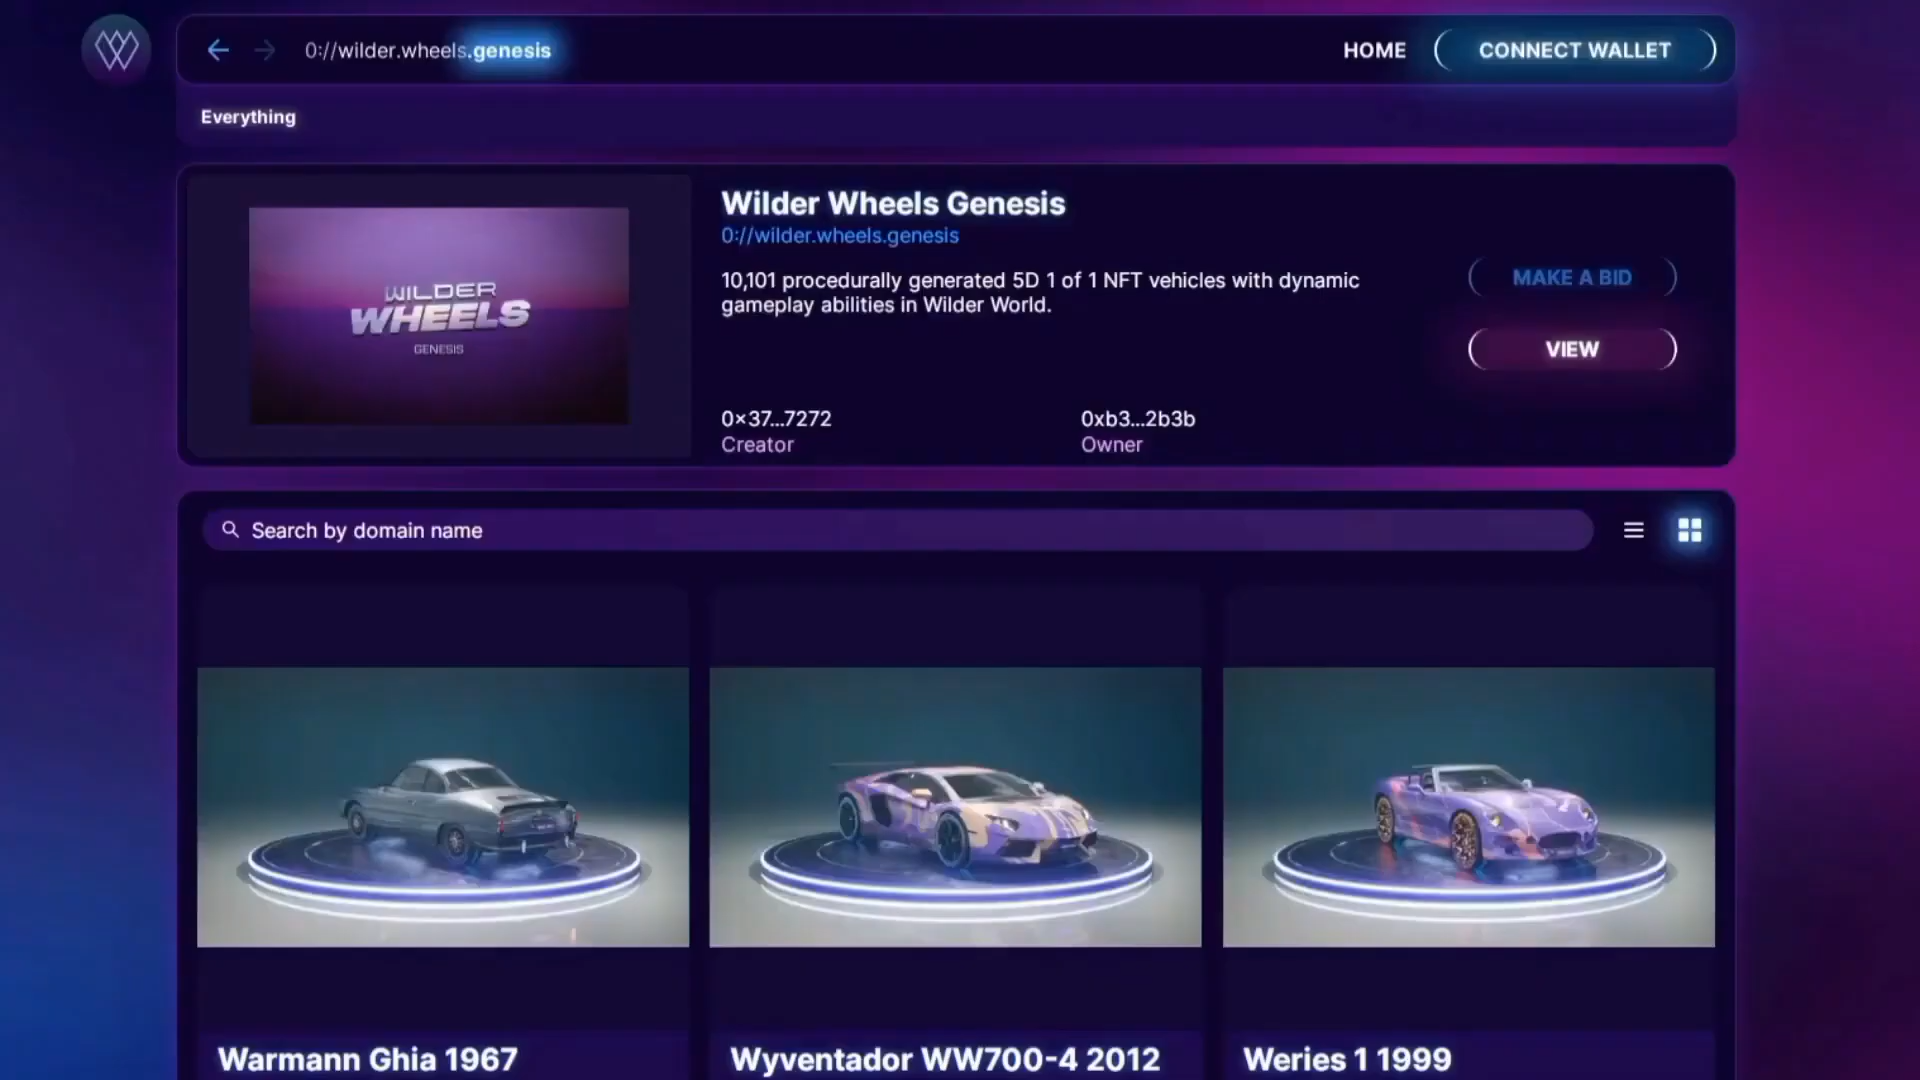 0://wilder.wheels.genesis
HOME
CONNECT WALLET
Everything
WILDER
WHEELS
GENESIS
Wilder Wheels Genesis
0://wilder.wheels.genesis
10,101 procedurally generated 5D 1 of 1 NFT vehicles with dynamic
gameplay abilities in Wilder World.
MAKE A BID
VIEW
0×37...7272
Creator
0xb3...2b3b
Owner
Search by domain name
Warmann Ghia 1967
Wyventador WW700-4 2012
Weries 1 1999